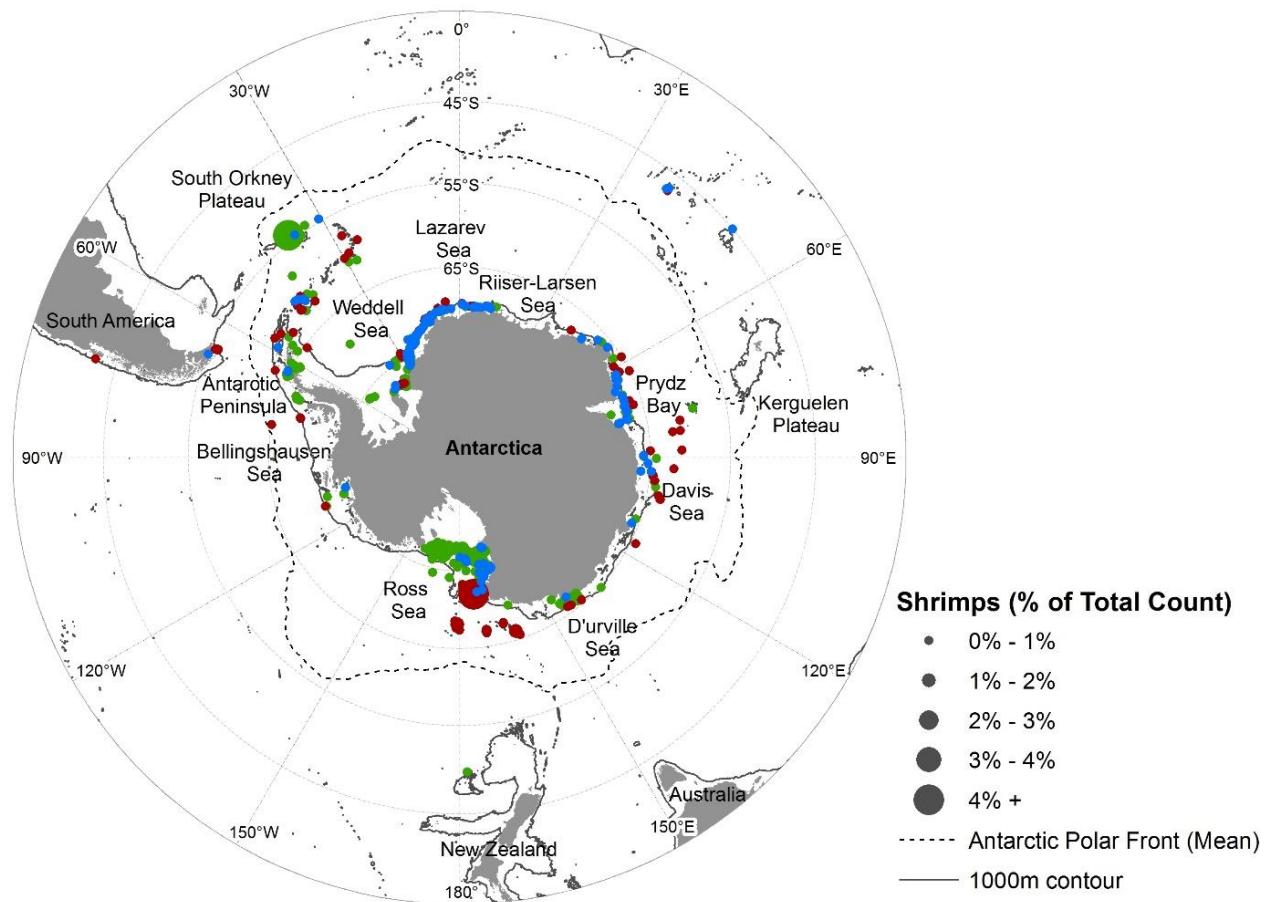 0°
30°W
30°E
45°S
South Orkney
Plateau
55°S
60°W
Lazarev
Sea
60°E
65°S
Riiser-Larsen
Sea
Weddell
Sea
South America
Antarctic
Peninsula
Prydz
Bay
Kerguelen
Plateau
Bellingshausen
Sea
Antarctica
90°W
90°E
Davis
Sea
Ross
Sea
D'urville
Sea
120°W
120°E
Australia
150°W
150°E
New Zealand
180°
Shrimps (% of Total Count)
0% - 1%
1% - 2%
2% - 3%
3% - 4%
4% +
Antarctic Polar Front (Mean)
1000m contour